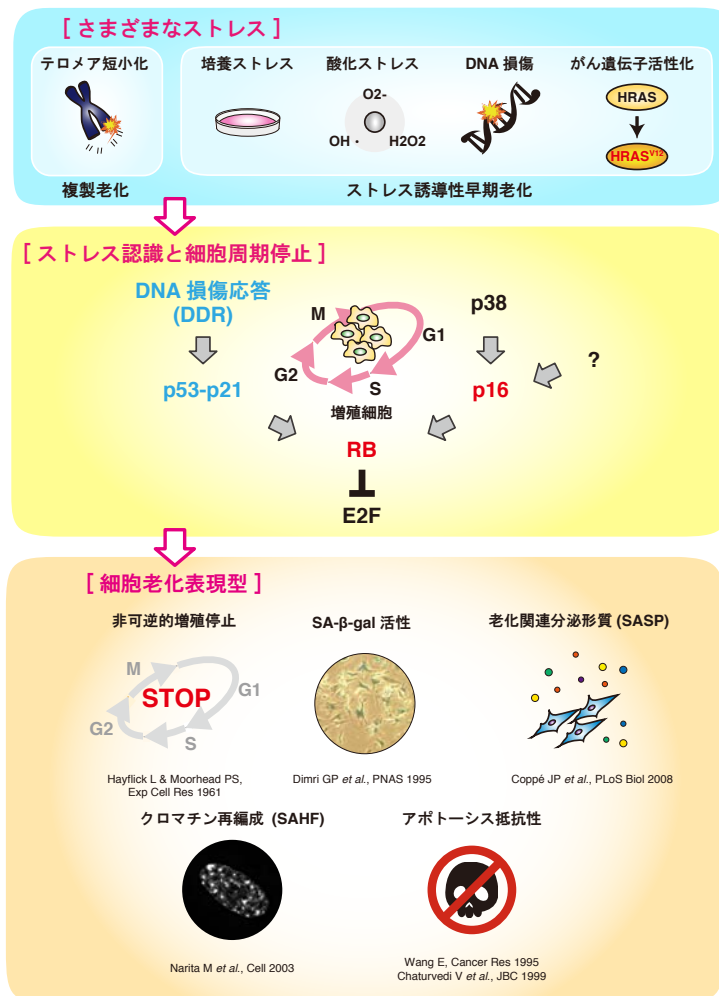 [ さまざまなストレス ]
テロメア短小化
複製老化
培養ストレス
酸化ストレス
O2-
OH・
H2O2
DNA 損傷
がん遺伝子活性化
HRAS
HRASV12
ストレス誘導性早期老化
[ ストレス認識と細胞周期停止 ]
DNA 損傷応答
(DDR)
p53-p21
M
G1
G2
S
増殖細胞
p38
p16
?
RB
E2F
[ 細胞老化表現型 ]
非可逆的増殖停止
M
STOP
G1
G2
S
Hayflick L & Moorhead PS,
Exp Cell Res 1961
SA-β-gal 活性
Dimri GP et al., PNAS 1995
老化関連分泌形質 (SASP)
Coppé JP et al., PLoS Biol 2008
クロマチン再編成 (SAHF)
Narita M et al., Cell 2003
アポトーシス抵抗性
Wang E, Cancer Res 1995
Chaturvedi V et al., JBC 1999